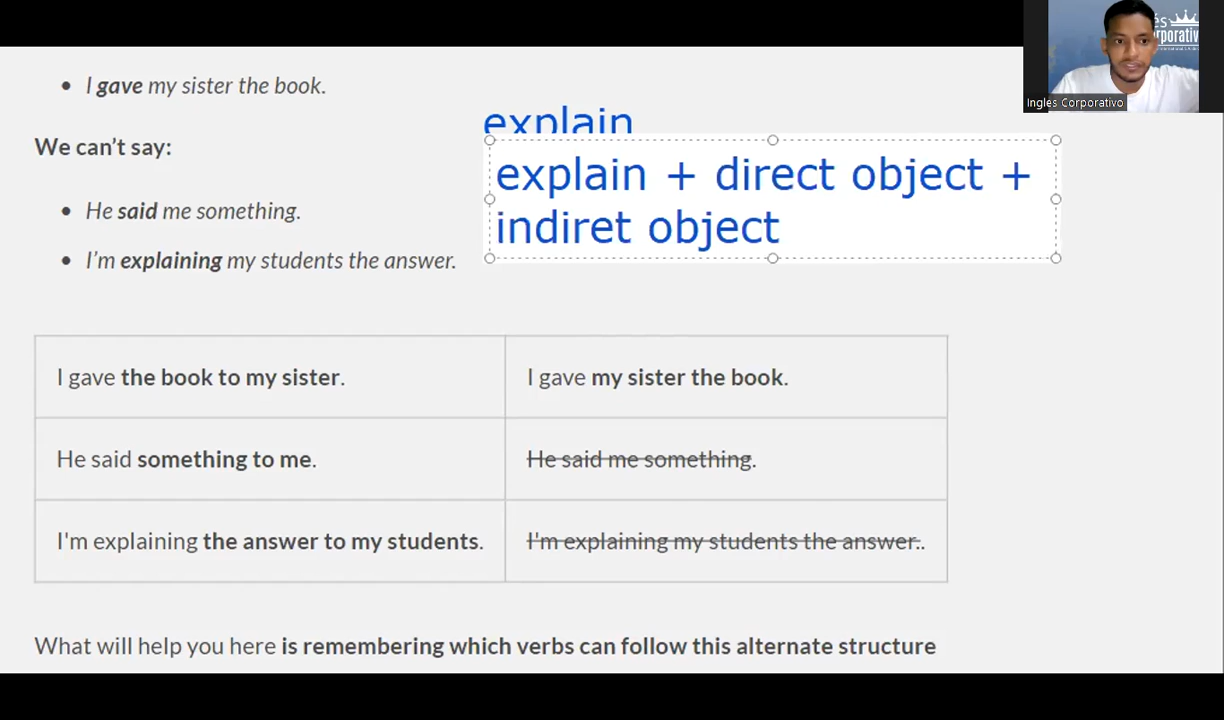 és
orporativ
Ingles Corporativo
• I gave my sister the book.
explain
We can't say:
explain + direct object +
indiret object
• He said me something.
• I'm explaining my students the answer.
I gave the book to my sister.
I gave my sister the book.
He said something to me.
He said me something.
I'm explaining the answer to my students.
I'm explaining my students the answer..
What will help you here is remembering which verbs can follow this alternate structure